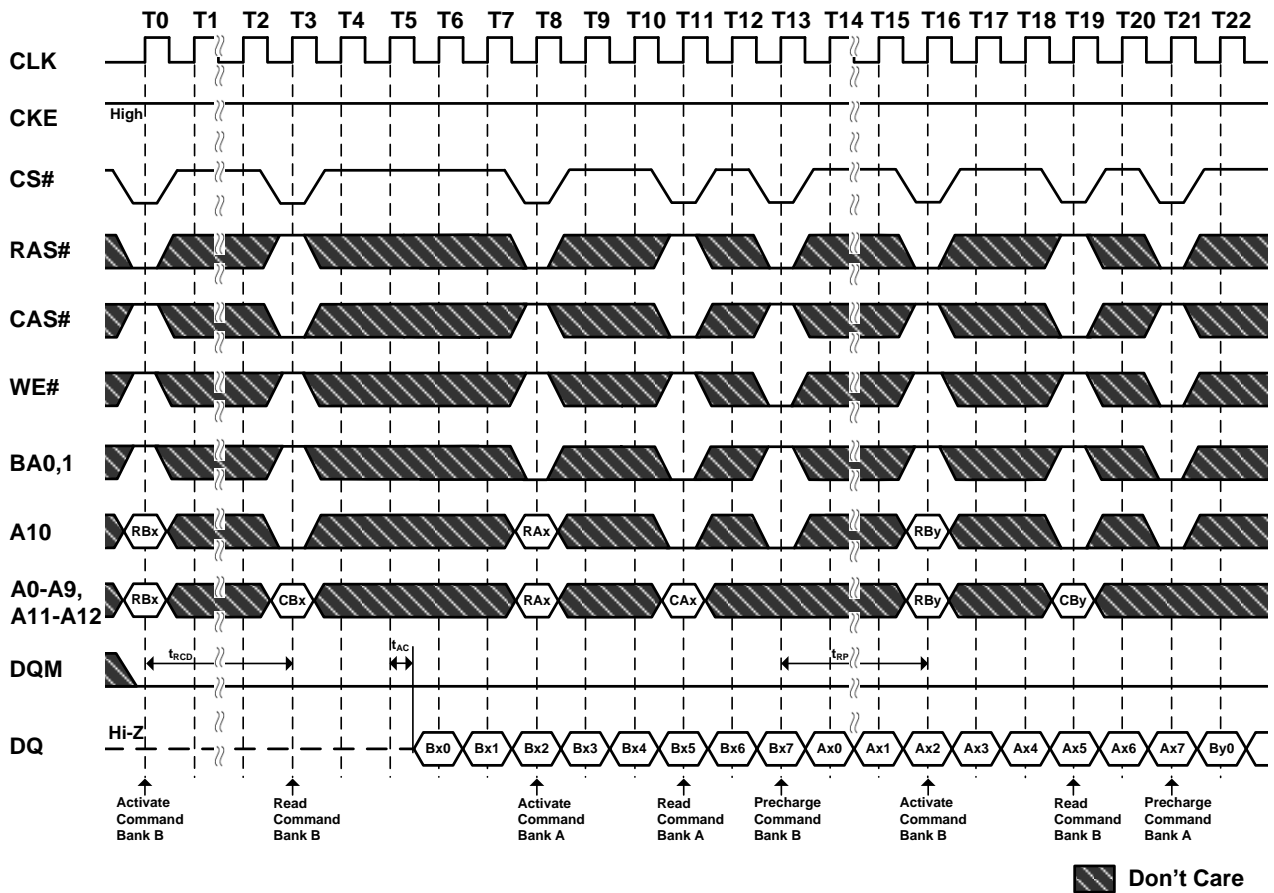 T0 T1 T2 T3 T4 T5 T6 T7 T8 T9 T10 T11 T12 T13 T14 T15 T16 T17 T18 T19 T20 T21 T22
CLK
CKE High
CS#
RAS#
CAS#
WE#
BA0,1
A10 RBx RAx RBy
A0-A9,
A11-A12
RBx CBx RAx CAx RBy CBy
DQM tRCD tAC tRP
DQ Hi-Z Bx0 Bx1 Bx2 Bx3 Bx4 Bx5 Bx6 Bx7 Ax0 Ax1 Ax2 Ax3 Ax4 Ax5 Ax6 Ax7 By0
Activate
Command
Bank B
Read
Command
Bank B
Activate
Command
Bank A
Read
Command
Bank A
Precharge
Command
Bank B
Activate
Command
Bank B
Read
Command
Bank B
Precharge
Command
Bank A
Don't Care